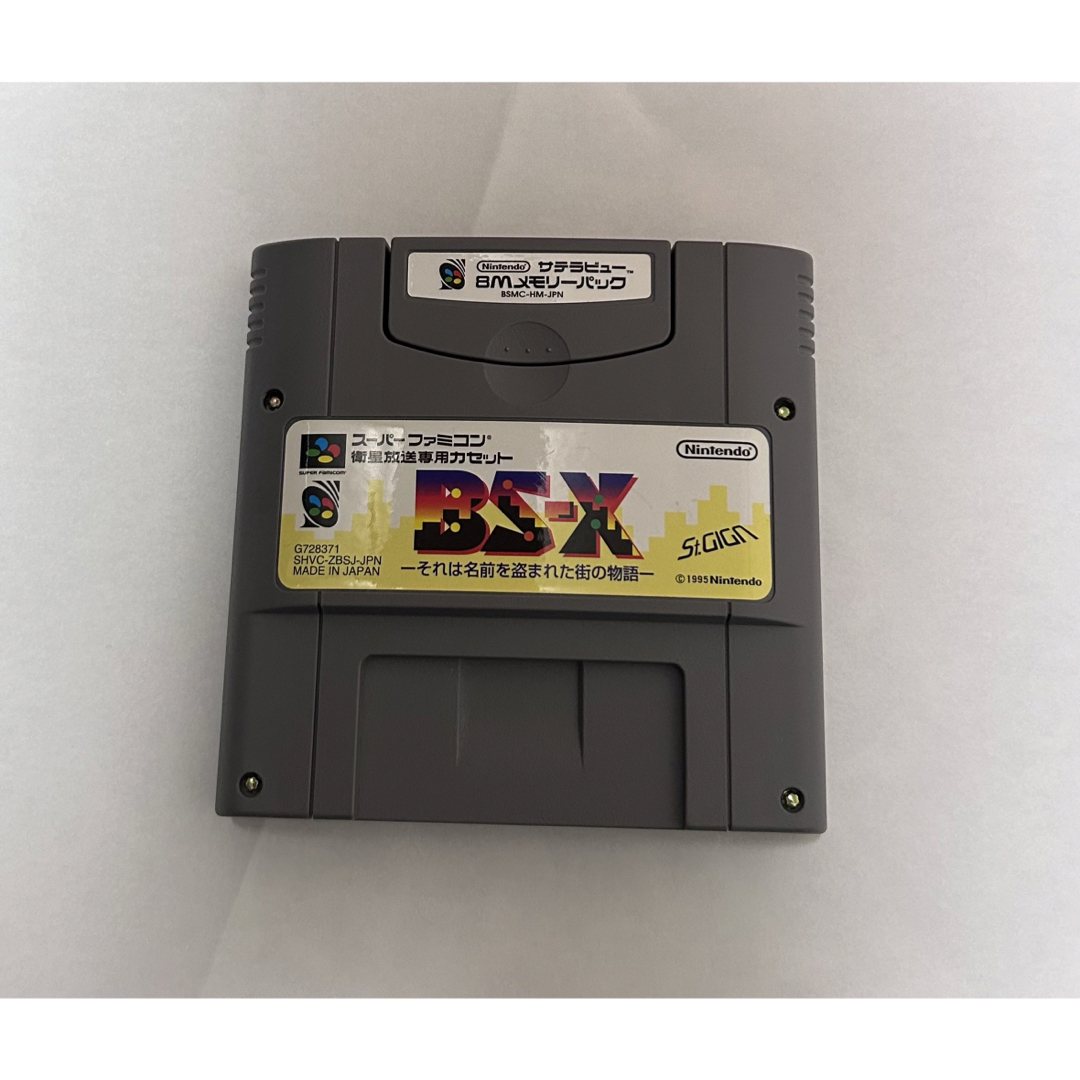 Nintendo サテラビュー™
8Mメモリーパック
BSMC-HM-JPN
スーパーファミコン®
衛星放送専用カセット
SUPER FAMICOM
Nintendo
BS-X
St.GIGA
G728371
SHVC-ZBSJ-JPN
MADE IN JAPAN
―それは名前を盗まれた街の物語―
©1995 Nintendo